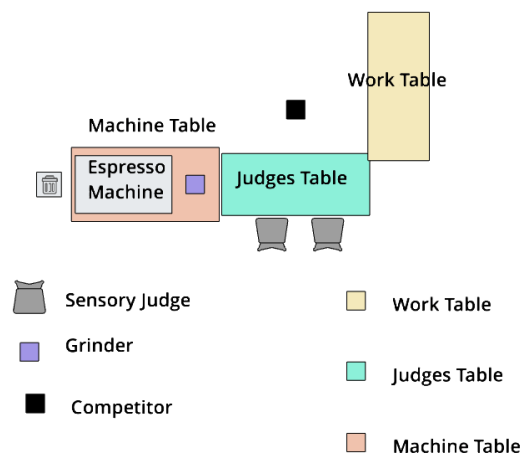 Work Table
Machine Table
Espresso
Machine
Judges Table
Sensory Judge
Grinder
Competitor
Work Table
Judges Table
Machine Table